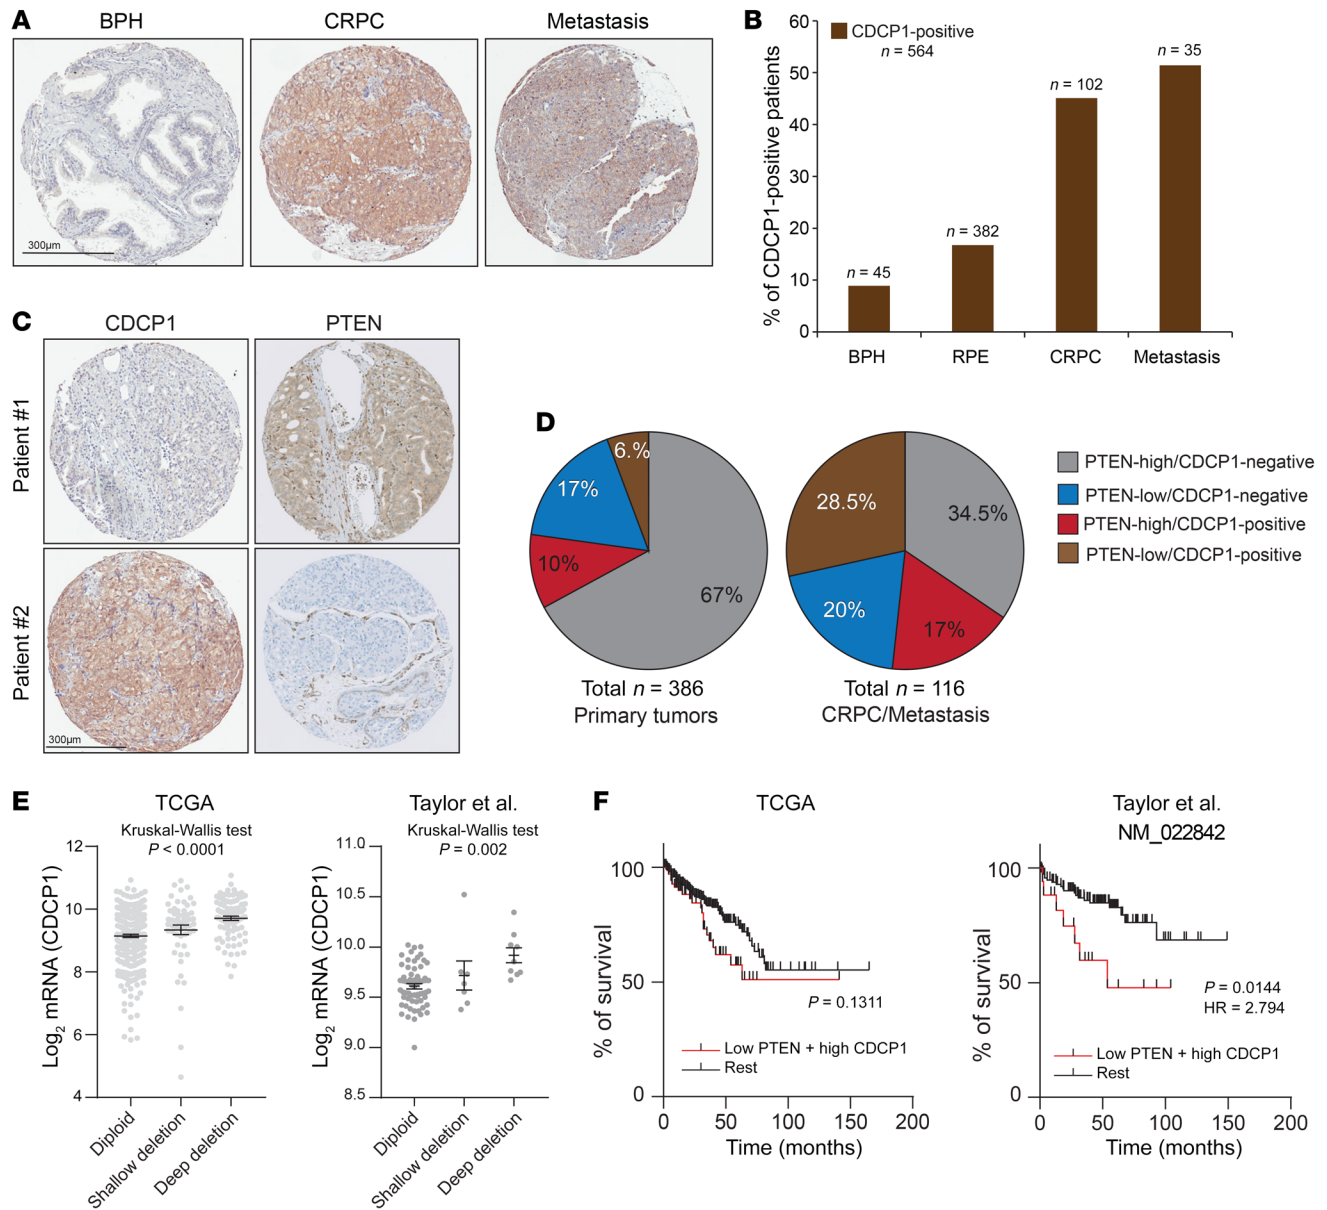 A
BPH
CRPC
Metastasis
300µm
B
CDCP1-positive
n = 564
% of CDCP1-positive patients
60
50
40
30
20
10
0
n = 45
n = 382
n = 102
n = 35
BPH
RPE
CRPC
Metastasis
C
CDCP1
PTEN
Patient #1
Patient #2
300µm
D
6.%
17%
10%
67%
Total n = 386
Primary tumors
28.5%
34.5%
20%
17%
Total n = 116
CRPC/Metastasis
PTEN-high/CDCP1-negative
PTEN-low/CDCP1-negative
PTEN-high/CDCP1-positive
PTEN-low/CDCP1-positive
E
TCGA
Kruskal-Wallis test
P < 0.0001
Log2 mRNA (CDCP1)
12
10
8
6
4
Diploid
Shallow deletion
Deep deletion
Taylor et al.
Kruskal-Wallis test
P = 0.002
Log2 mRNA (CDCP1)
11.0
10.5
10.0
9.5
9.0
8.5
Diploid
Shallow deletion
Deep deletion
F
TCGA
% of survival
100
50
0
P = 0.1311
Low PTEN + high CDCP1
Rest
0
50
100
150
200
Time (months)
Taylor et al.
NM_022842
% of survival
100
50
0
P = 0.0144
HR = 2.794
Low PTEN + high CDCP1
Rest
0
50
100
150
200
Time (months)